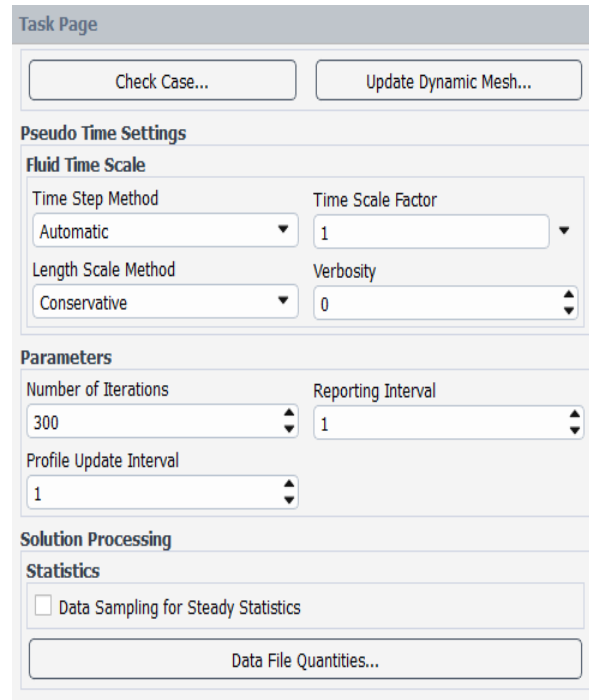 Task Page
Check Case... Update Dynamic Mesh...
Pseudo Time Settings
Fluid Time Scale
Time Step Method Time Scale Factor
Automatic 1
Length Scale Method Verbosity
Conservative 0
Parameters
Number of Iterations Reporting Interval
300 1
Profile Update Interval
1
Solution Processing
Statistics
Data Sampling for Steady Statistics
Data File Quantities...